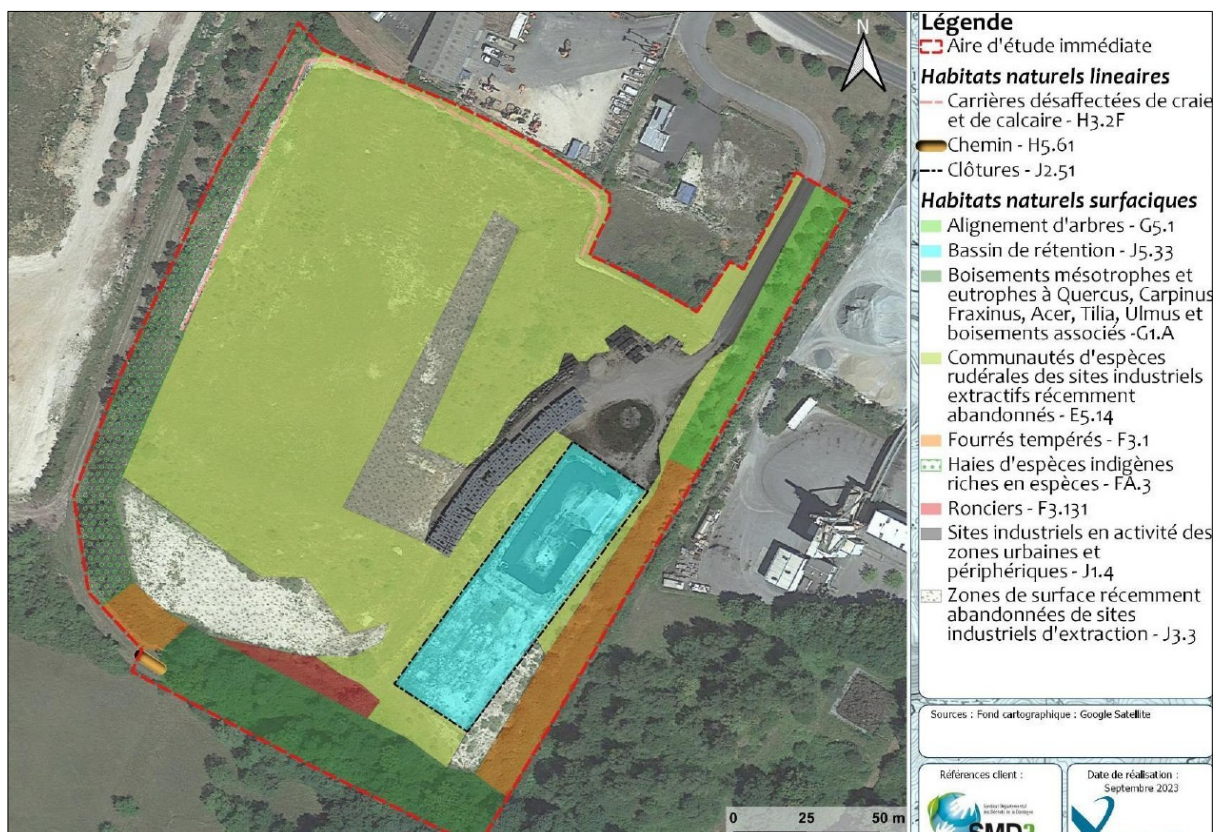 N
0 25 50 m
Légende
Aire d'étude immédiate
Habitats naturels lineaires
Carrières désaffectées de craie
et de calcaire - H3.2F
Chemin - H5.61
Clôtures - J2.51
Habitats naturels surfaciques
Alignement d'arbres - G5.1
Bassin de rétention - J5.33
Boisements mésotrophes et
eutrophes à Quercus, Carpinus
Fraxinus, Acer, Tilia, Ulmus et
boisements associés -G1.A
Communautés d'espèces
rudérales des sites industriels
extractifs récemment
abandonnés - E5.14
Fourrés tempérés - F3.1
Haies d'espèces indigènes
riches en espèces - FA.3
Ronciers - F3.131
Sites industriels en activité des
zones urbaines et
périphériques - J1.4
Zones de surface récemment
abandonnées de sites
industriels d'extraction - J3.3
Sources : Fond cartographique : Google Satellite
Références client :
Date de réalisation :
Septembre 2023